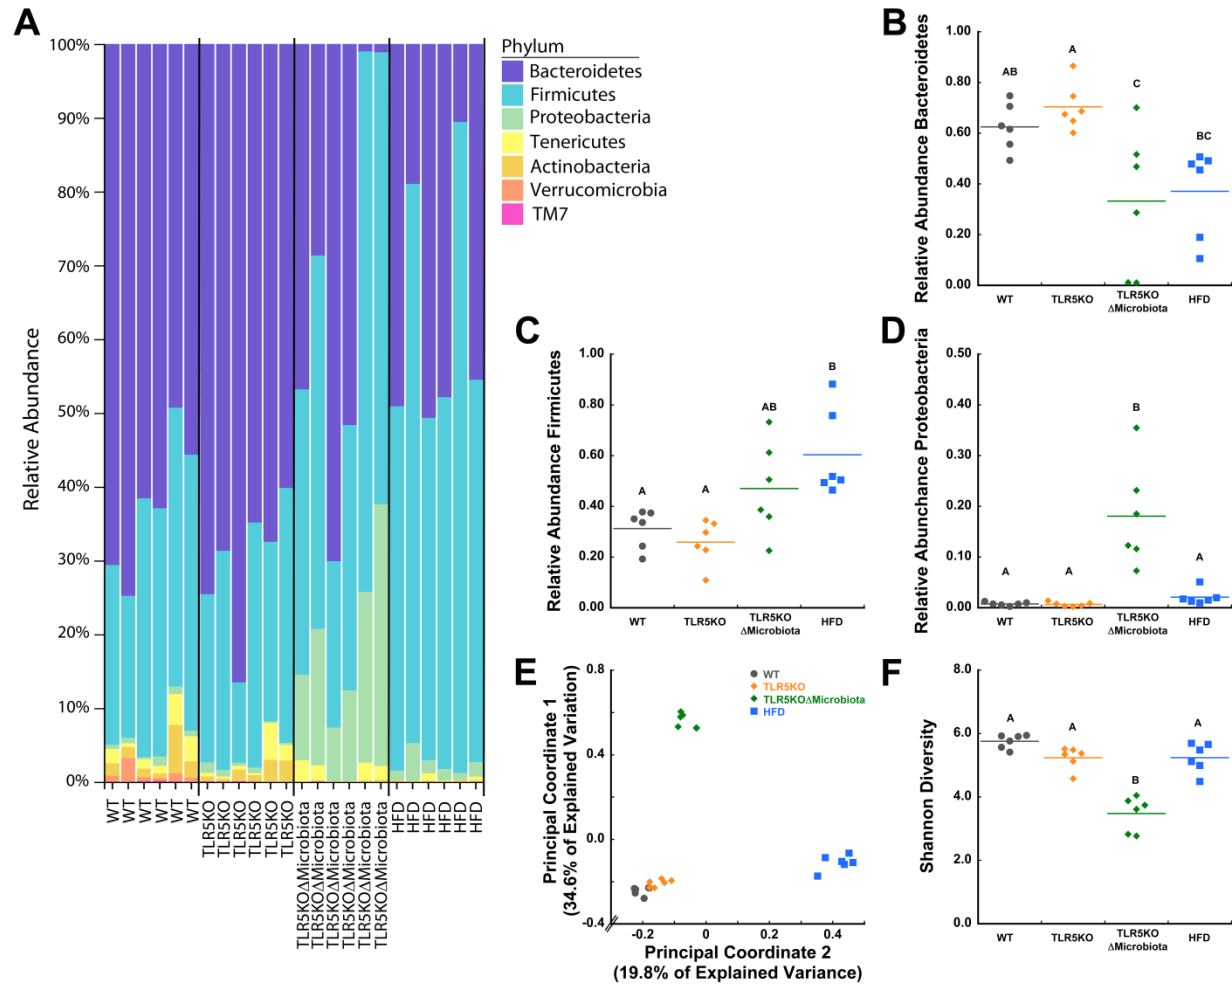 A
100%
90%
80%
70%
60%
50%
40%
30%
20%
10%
0%
Relative Abundance
WT
WT
WT
WT
WT
WT
TLR5KO
TLR5KO
TLR5KO
TLR5KO
TLR5KO
TLR5KO
TLR5KOΔMicrobiota
TLR5KOΔMicrobiota
TLR5KOΔMicrobiota
TLR5KOΔMicrobiota
TLR5KOΔMicrobiota
TLR5KOΔMicrobiota
HFD
HFD
HFD
HFD
HFD
HFD
Phylum
Bacteroidetes
Firmicutes
Proteobacteria
Tenericutes
Actinobacteria
Verrucomicrobia
TM7
B
Relative Abundance Bacteroidetes
1.00
0.80
0.60
0.40
0.20
0.00
AB
A
C
BC
WT
TLR5KO
TLR5KO
ΔMicrobiota
HFD
C
Relative Abundance Firmicutes
1.00
0.80
0.60
0.40
0.20
0.00
A
A
AB
B
WT
TLR5KO
TLR5KO
ΔMicrobiota
HFD
D
Relative Abunchance Proteobacteria
0.50
0.40
0.30
0.20
0.10
0.00
A
A
B
A
WT
TLR5KO
TLR5KO
ΔMicrobiota
HFD
E
Principal Coordinate 1
(34.6% of Explained Variation)
0.8
0.4
0.0
-0.4
WT
TLR5KO
TLR5KOΔMicrobiota
HFD
-0.2
0
0.2
0.4
Principal Coordinate 2
(19.8% of Explained Variance)
F
Shannon Diversity
8.0
6.0
4.0
2.0
0.0
A
A
B
A
WT
TLR5KO
TLR5KO
ΔMicrobiota
HFD